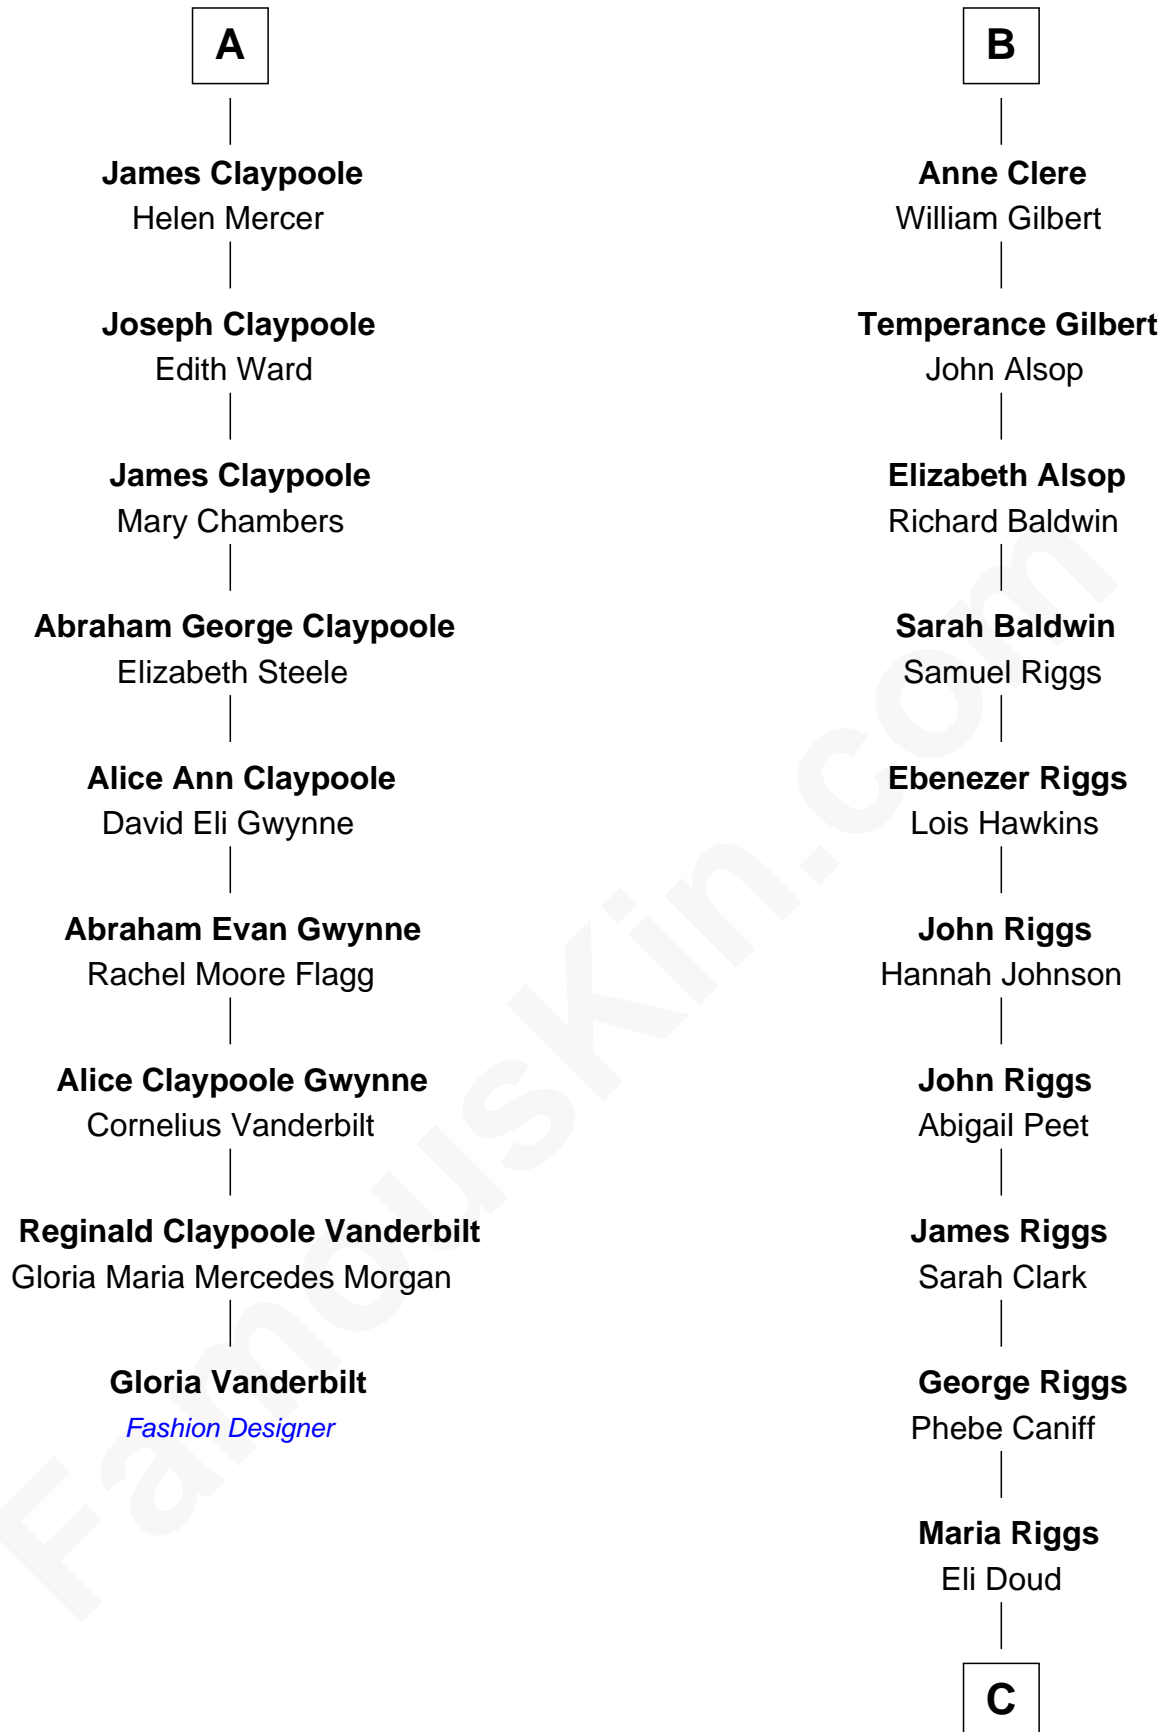 A
James Claypoole
Helen Mercer
Joseph Claypoole
Edith Ward
James Claypoole
Mary Chambers
Abraham George Claypoole
Elizabeth Steele
Alice Ann Claypoole
David Eli Gwynne
Abraham Evan Gwynne
Rachel Moore Flagg
Alice Claypoole Gwynne
Cornelius Vanderbilt
Reginald Claypoole Vanderbilt
Gloria Maria Mercedes Morgan
Gloria Vanderbilt
Fashion Designer
B
Anne Clere
William Gilbert
Temperance Gilbert
John Alsop
Elizabeth Alsop
Richard Baldwin
Sarah Baldwin
Samuel Riggs
Ebenezer Riggs
Lois Hawkins
John Riggs
Hannah Johnson
John Riggs
Abigail Peet
James Riggs
Sarah Clark
George Riggs
Phebe Caniff
Maria Riggs
Eli Doud
C
FamousKin.com